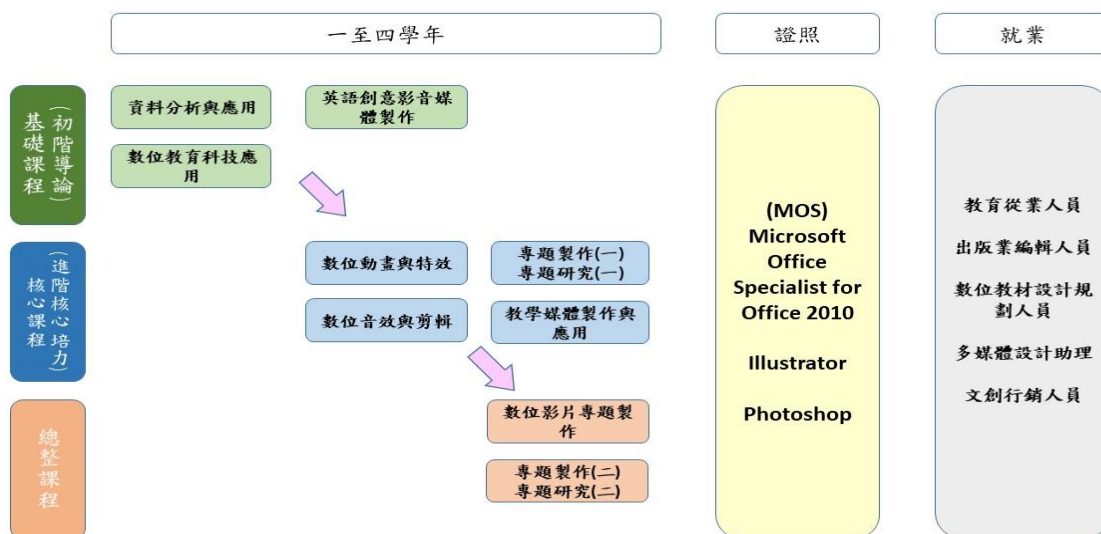 一至四學年
證照
就業
基礎課程
(初階導論)
資料分析與應用
英語創意影音媒
體製作
數位教育科技應
用
核心課程
(進階核心培力)
數位動畫與特效
專題製作(一)
專題研究(一)
數位音效與剪輯
教學媒體製作與
應用
總整課程
數位影片專題製
作
專題製作(二)
專題研究(二)
(MOS)
Microsoft
Office
Specialist for
Office 2010
Illustrator
Photoshop
教育從業人員
出版業編輯人員
數位教材設計規
劃人員
多媒體設計助理
文創行銷人員